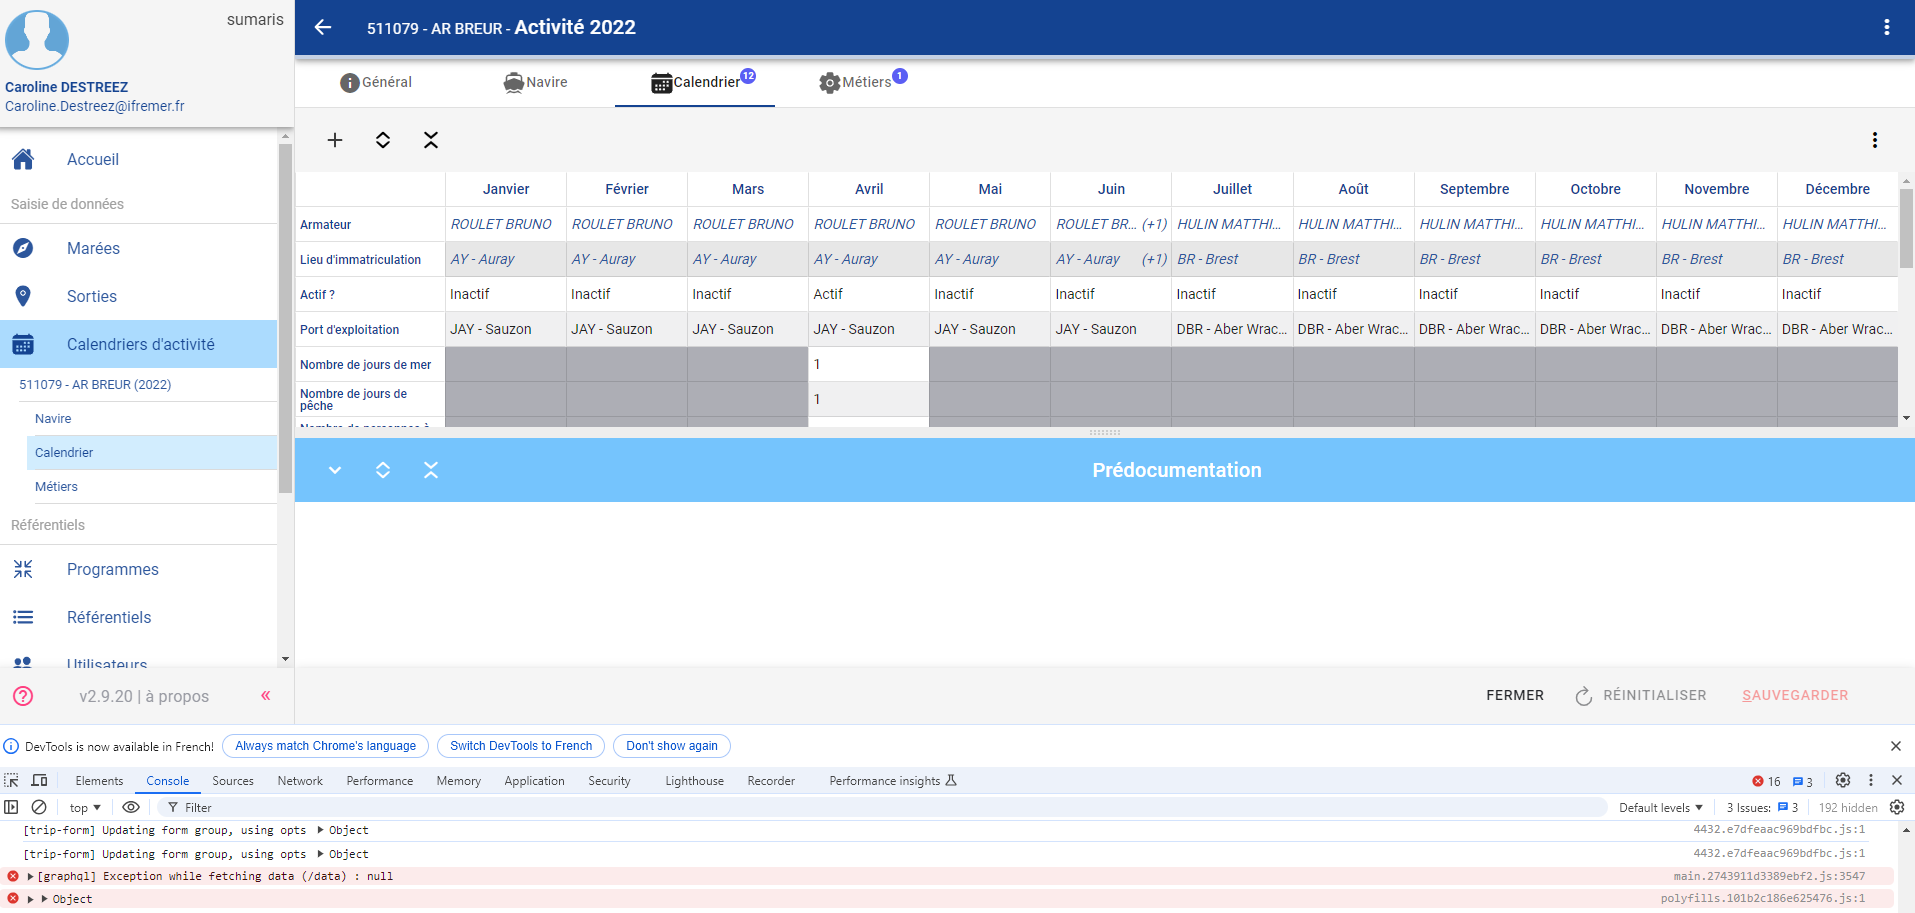 sumaris
Caroline DESTREEZ
Caroline.Destreez@ifremer.fr
Accueil
Saisie de données
Marées
Sorties
Calendriers d'activité
511079 - AR BREUR (2022)
Navire
Calendrier
Métiers
Référentiels
Programmes
Référentiels
Utilisateurs
v2.9.20 | à propos
511079 - AR BREUR - Activité 2022
Général Navire Calendrier 12 Métiers 1
Janvier Février Mars Avril Mai Juin Juillet Août Septembre Octobre Novembre Décembre
Armateur ROULET BRUNO ROULET BRUNO ROULET BRUNO ROULET BRUNO ROULET BRUNO ROULET BR... (+1) HULIN MATTHI... HULIN MATTHI... HULIN MATTHI... HULIN MATTHI... HULIN MATTHI... HULIN MATTHI...
Lieu d'immatriculation AY - Auray AY - Auray AY - Auray AY - Auray AY - Auray AY - Auray (+1) BR - Brest BR - Brest BR - Brest BR - Brest BR - Brest BR - Brest
Actif ? Inactif Inactif Inactif Actif Inactif Inactif Inactif Inactif Inactif Inactif Inactif Inactif
Port d'exploitation JAY - Sauzon JAY - Sauzon JAY - Sauzon JAY - Sauzon JAY - Sauzon JAY - Sauzon DBR - Aber Wrac... DBR - Aber Wrac... DBR - Aber Wrac... DBR - Aber Wrac... DBR - Aber Wrac... DBR - Aber Wrac...
Nombre de jours de mer 1
Nombre de jours de
pêche 1
Nombre de personnes à
Prédocumentation
FERMER RÉINITIALISER SAUVEGARDER
DevTools is now available in French! Always match Chrome's language Switch DevTools to French Don't show again
Elements Console Sources Network Performance Memory Application Security Lighthouse Recorder Performance insights 16 3
top Filter Default levels 3 Issues: 3 192 hidden
[trip-form] Updating form group, using opts Object 4432.e7dfeaac969bdfbc.js:1
[trip-form] Updating form group, using opts Object 4432.e7dfeaac969bdfbc.js:1
[graphql] Exception while fetching data (/data) : null main.2743911d3389ebf2.js:3547
Object polyfills.101b2c186e625476.js:1